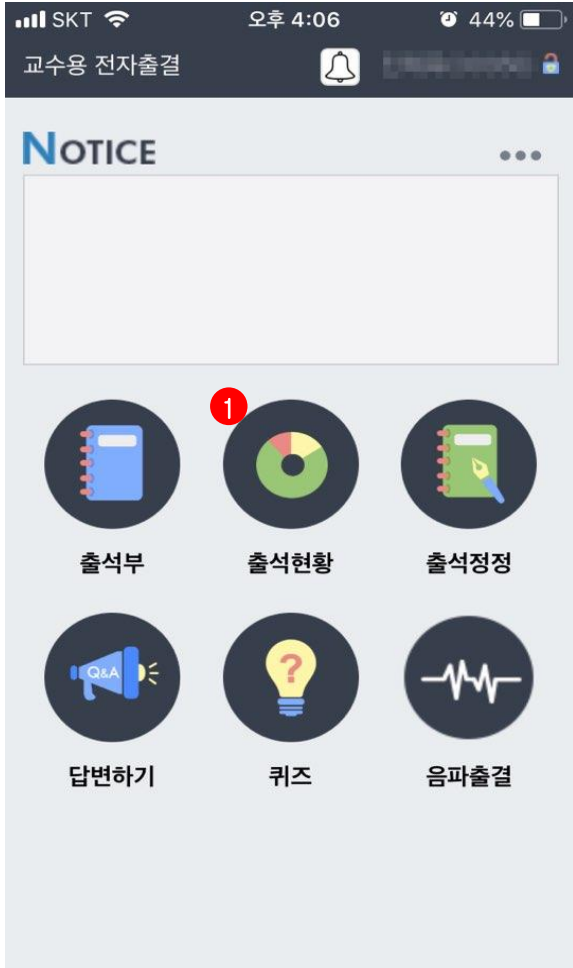 SKT 오후 4:06 44%
교수용 전자출결
NOTICE
1
출석부 출석현황 출석정정
Q&A ?
답변하기 퀴즈 음파출결